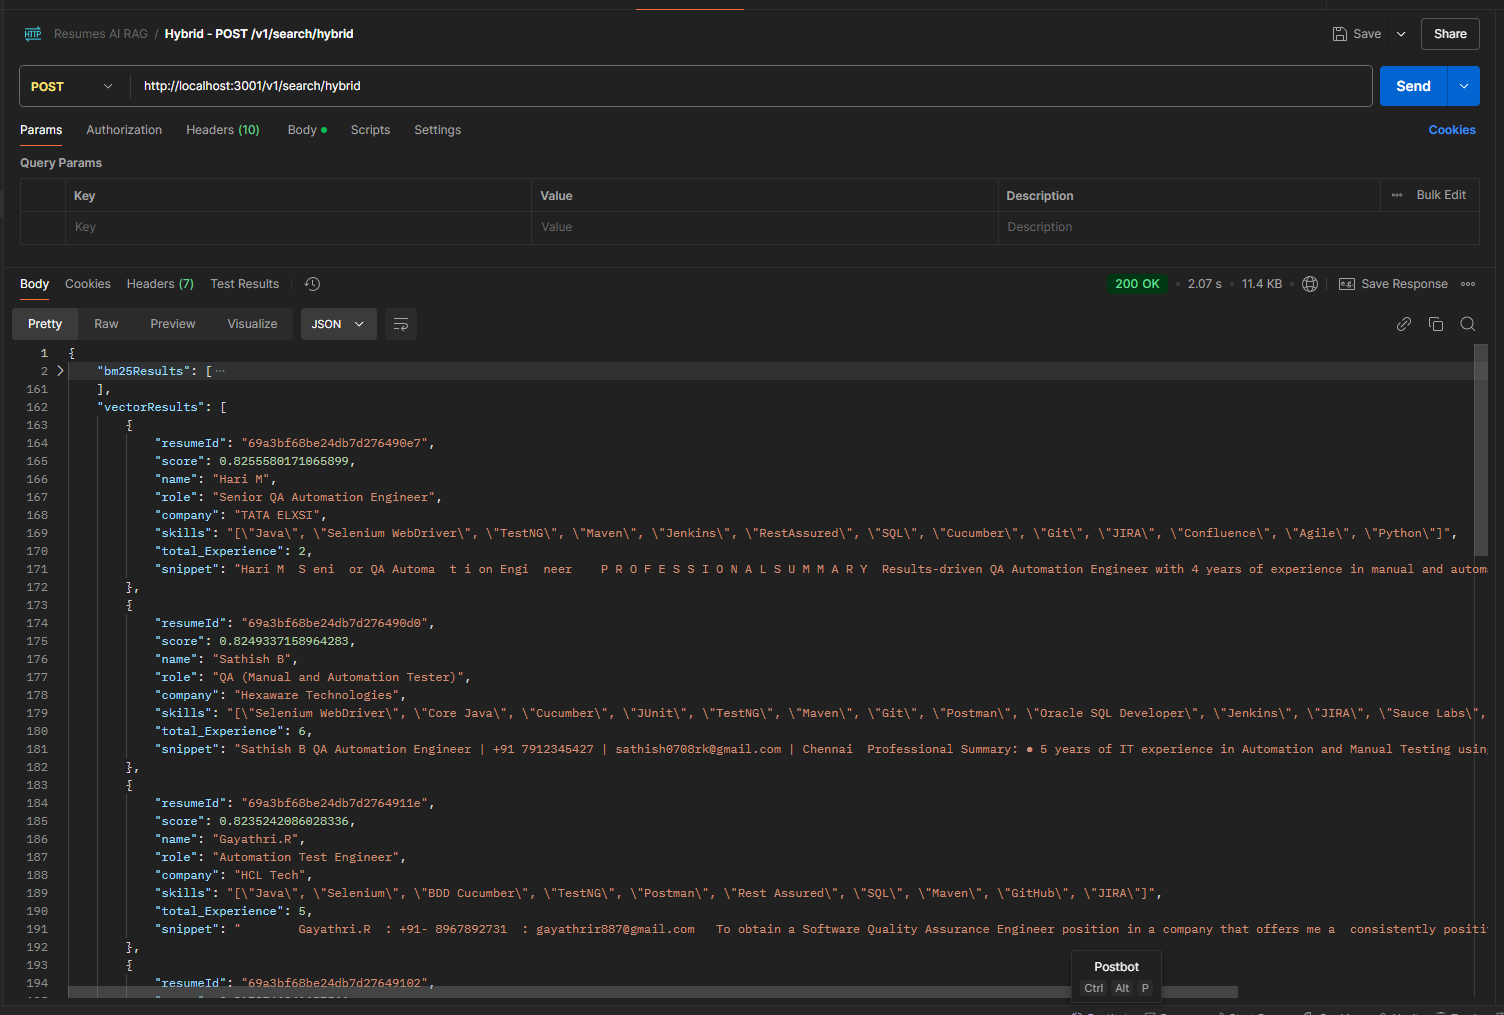 HTTP Resumes AI RAG / Hybrid - POST /v1/search/hybrid Save Share
POST http://localhost:3001/v1/search/hybrid Send
Params Authorization Headers (10) Body Scripts Settings Cookies
Query Params
Key Value Description Bulk Edit
Key Value Description
Body Cookies Headers (7) Test Results 200 OK 2.07 s 11.4 KB e.g. Save Response
Pretty Raw Preview Visualize JSON
1 {
2 "bm25Results": [ ···
161 ],
162 "vectorResults": [
163 {
164 "resumeId": "69a3bf68be24db7d276490e7",
165 "score": 0.8255580171065899,
166 "name": "Hari M",
167 "role": "Senior QA Automation Engineer",
168 "company": "TATA ELXSI",
169 "skills": "[\"Java\", \"Selenium WebDriver\", \"TestNG\", \"Maven\", \"Jenkins\", \"RestAssured\", \"SQL\", \"Cucumber\", \"Git\", \"JIRA\", \"Confluence\", \"Agile\", \"Python\"]",
170 "total_Experience": 2,
171 "snippet": "Hari M  S eni  or QA Automa  t i on Engi  neer    P R O F E S S I O N A L S U M M A R Y  Results-driven QA Automation Engineer with 4 years of experience in manual and autom
172 },
173 {
174 "resumeId": "69a3bf68be24db7d276490d0",
175 "score": 0.8249337158964283,
176 "name": "Sathish B",
177 "role": "QA (Manual and Automation Tester)",
178 "company": "Hexaware Technologies",
179 "skills": "[\"Selenium WebDriver\", \"Core Java\", \"Cucumber\", \"JUnit\", \"TestNG\", \"Maven\", \"Git\", \"Postman\", \"Oracle SQL Developer\", \"Jenkins\", \"JIRA\", \"Sauce Labs\",
180 "total_Experience": 6,
181 "snippet": "Sathish B QA Automation Engineer | +91 7912345427 | sathish0708rk@gmail.com | Chennai  Professional Summary: ● 5 years of IT experience in Automation and Manual Testing using
182 },
183 {
184 "resumeId": "69a3bf68be24db7d2764911e",
185 "score": 0.8235242086028336,
186 "name": "Gayathri.R",
187 "role": "Automation Test Engineer",
188 "company": "HCL Tech",
189 "skills": "[\"Java\", \"Selenium\", \"BDD Cucumber\", \"TestNG\", \"Postman\", \"Rest Assured\", \"SQL\", \"Maven\", \"GitHub\", \"JIRA\"]",
190 "total_Experience": 5,
191 "snippet": "        Gayathri.R  : +91- 8967892731  : gayathrir887@gmail.com   To obtain a Software Quality Assurance Engineer position in a company that offers me a  consistently positi
192 },
193 {
194 "resumeId": "69a3bf68be24db7d27649102",
Postbot
Ctrl Alt P